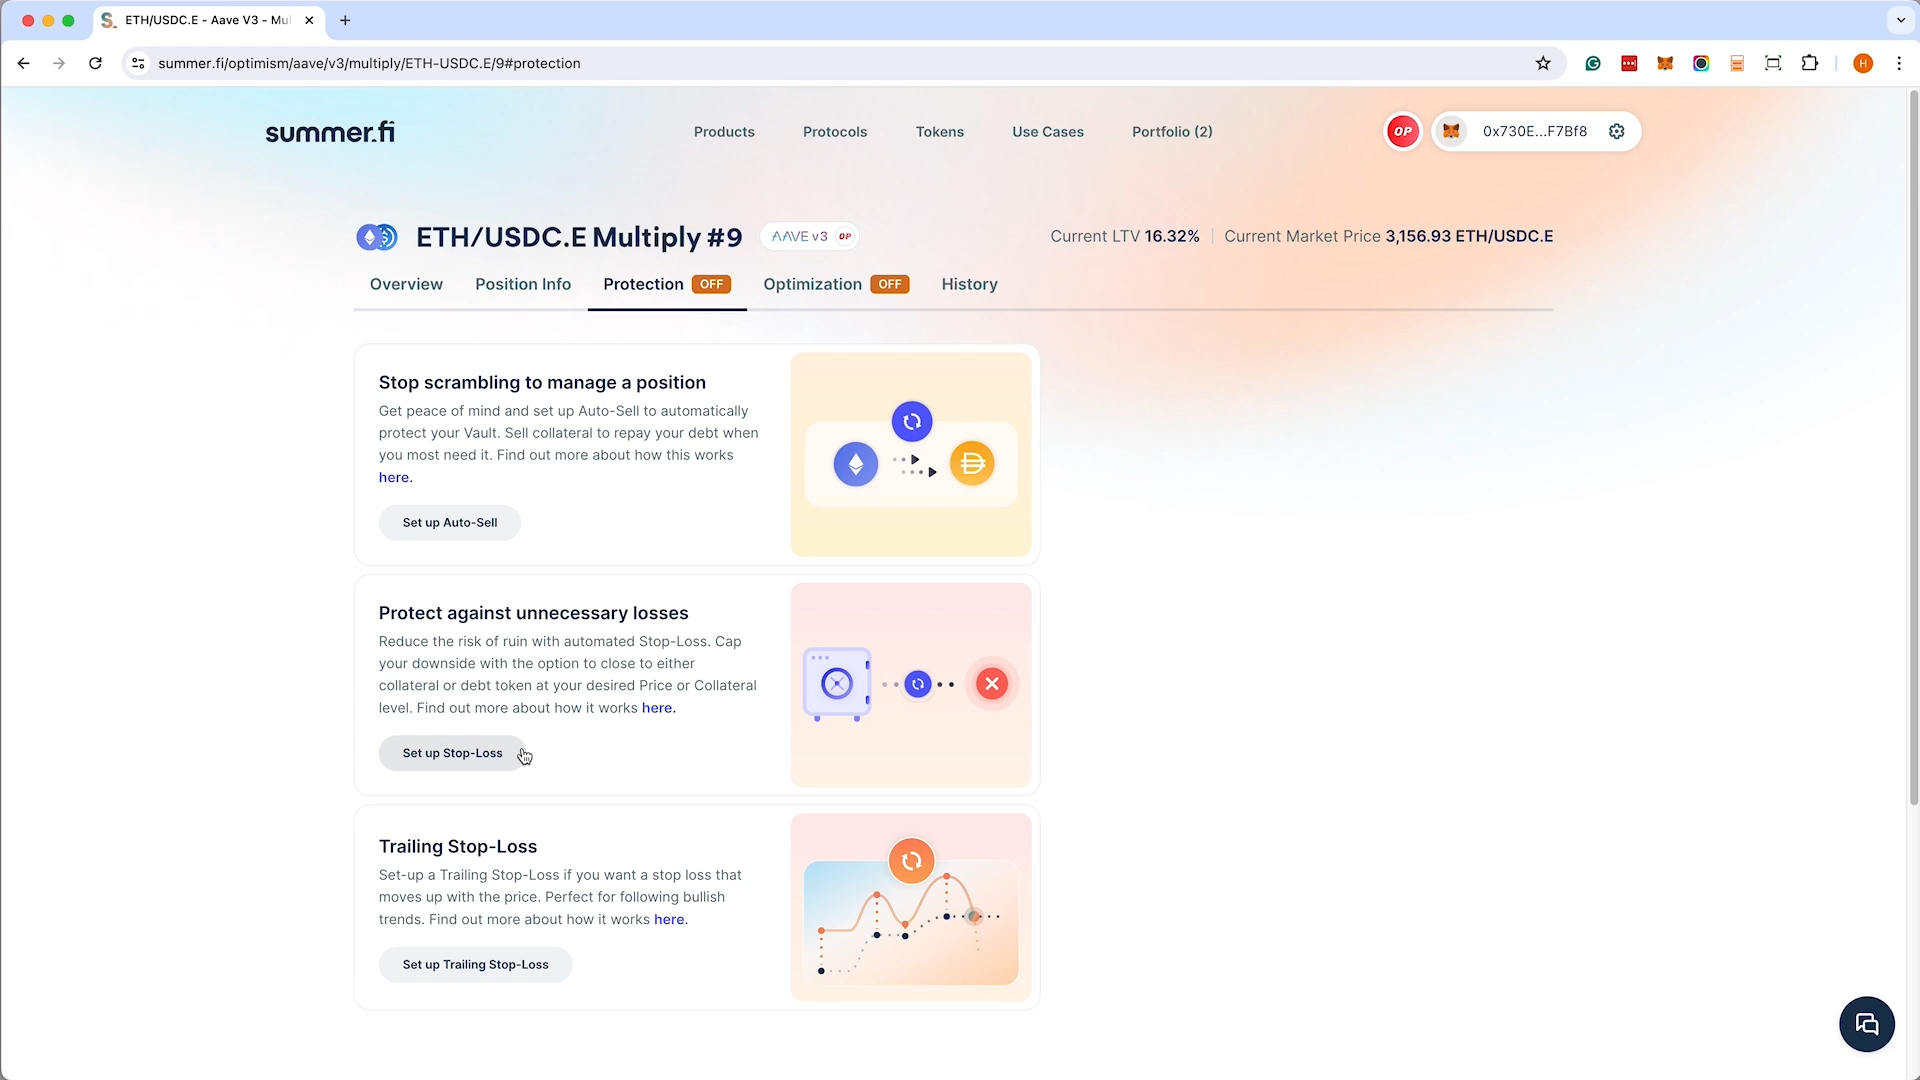 ETH/USDC.E - Aave V3 - Mul
summer.fi/optimism/aave/v3/multiply/ETH-USDC.E/9#protection
H
summer.fi
Products
Protocols
Tokens
Use Cases
Portfolio (2)
OP
0x730E...F7Bf8
ETH/USDC.E Multiply #9
AAVE v3
OP
Current LTV 16.32%
Current Market Price 3,156.93 ETH/USDC.E
Overview
Position Info
Protection OFF
Optimization OFF
History
Stop scrambling to manage a position
Get peace of mind and set up Auto-Sell to automatically
protect your Vault. Sell collateral to repay your debt when
you most need it. Find out more about how this works
here.
Set up Auto-Sell
Protect against unnecessary losses
Reduce the risk of ruin with automated Stop-Loss. Cap
your downside with the option to close to either
collateral or debt token at your desired Price or Collateral
level. Find out more about how it works here.
Set up Stop-Loss
Trailing Stop-Loss
Set-up a Trailing Stop-Loss if you want a stop loss that
moves up with the price. Perfect for following bullish
trends. Find out more about how it works here.
Set up Trailing Stop-Loss